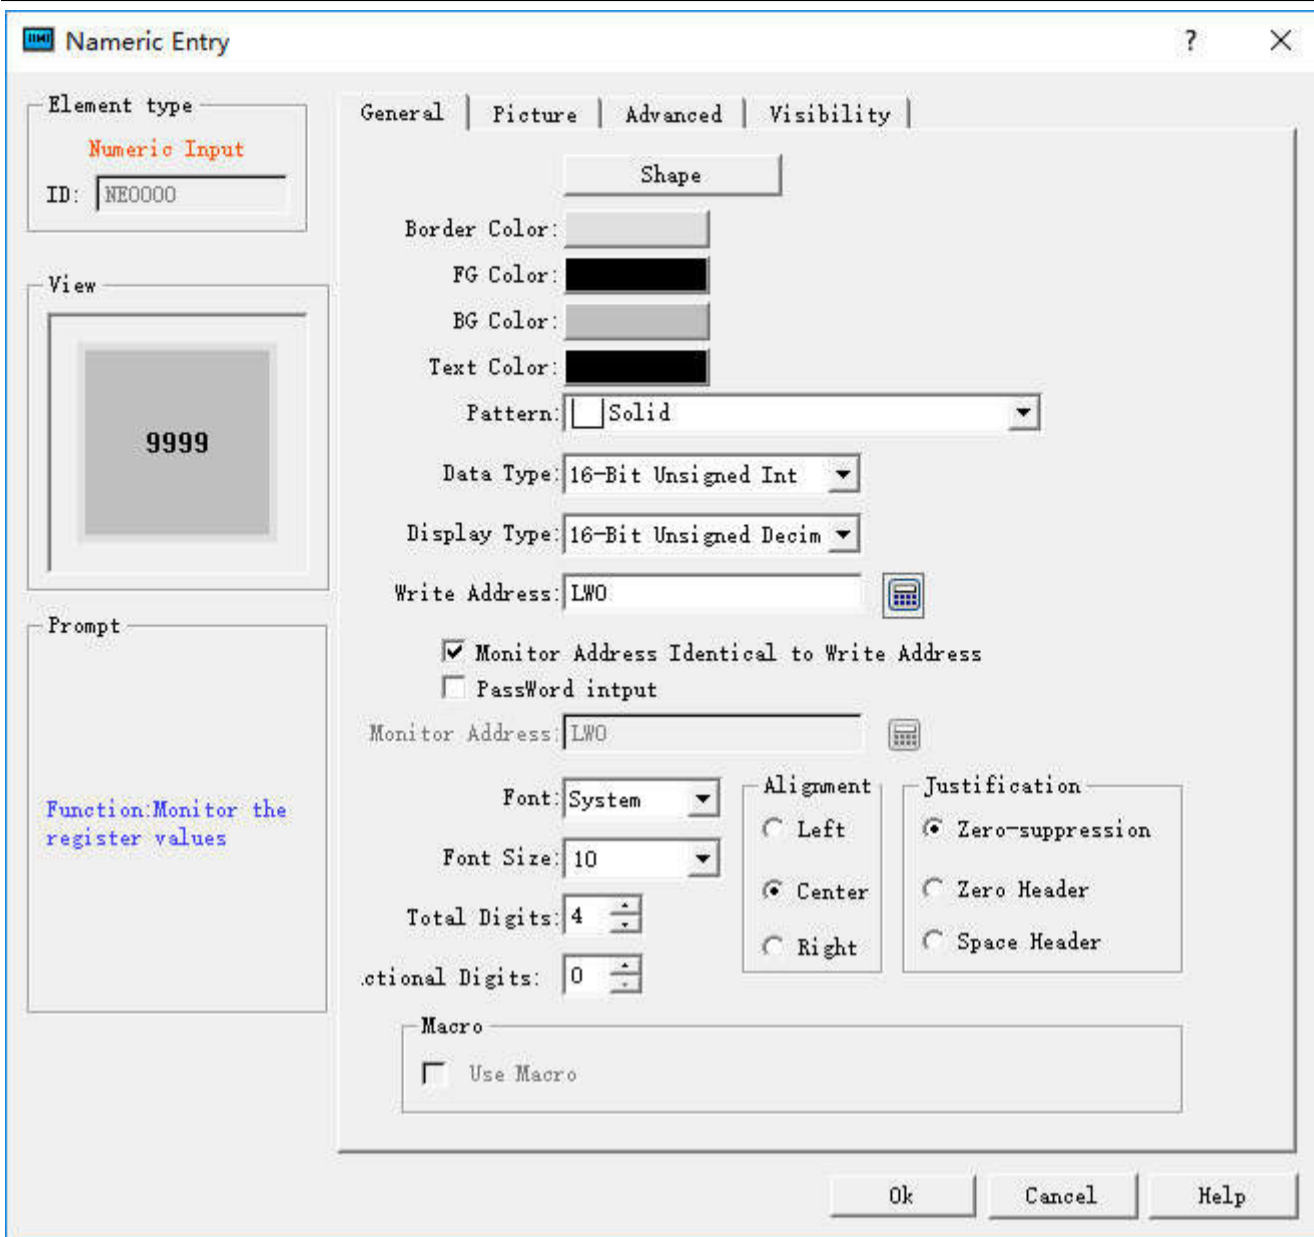 Nameric Entry
Element type
Numeric Input
ID: NE0000
View
9999
Prompt
Function:Monitor the
register values
General
Picture
Advanced
Visibility
Shape
Border Color:
FG Color:
BG Color:
Text Color:
Pattern: Solid
Data Type: 16-Bit Unsigned Int
Display Type: 16-Bit Unsigned Decim
Write Address: LW0
Monitor Address Identical to Write Address
PassWord intput
Monitor Address: LW0
Font: System
Font Size: 10
Total Digits: 4
.ctional Digits: 0
Alignment
Left
Center
Right
Justification
Zero-suppression
Zero Header
Space Header
Macro
Use Macro
Ok
Cancel
Help